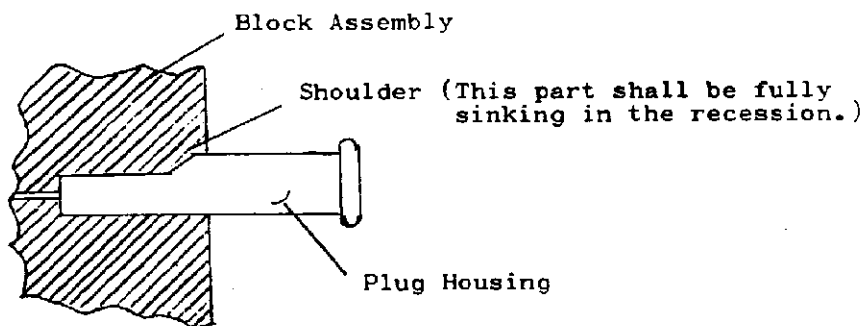 Block Assembly
Shoulder (This part shall be fully
sinking in the recession.)
Plug Housing